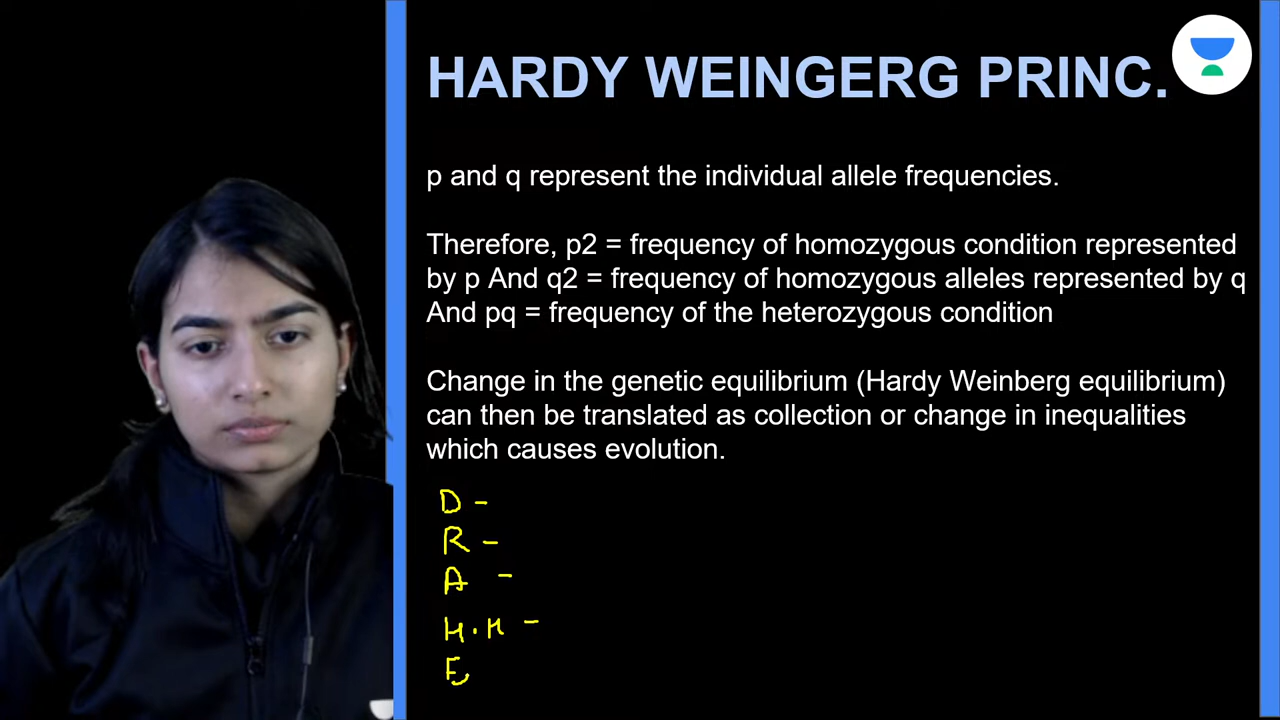 HARDY WEINGERG PRINC.
p and q represent the individual allele frequencies.
Therefore, p2 = frequency of homozygous condition represented
by p And q2 = frequency of homozygous alleles represented by q
And pq = frequency of the heterozygous condition
Change in the genetic equilibrium (Hardy Weinberg equilibrium)
can then be translated as collection or change in inequalities
which causes evolution.
D -
R -
A -
H.H -
E